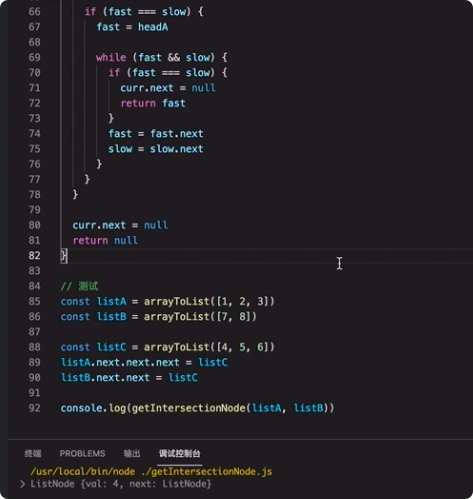 66 if (fast === slow) {
67 fast = headA
68
69 while (fast && slow) {
70 if (fast === slow) {
71 curr.next = null
72 return fast
73 }
74 fast = fast.next
75 slow = slow.next
76 }
77 }
78 }
79
80 curr.next = null
81 return null
82 }
83
84 // 测试
85 const listA = arrayToList([1, 2, 3])
86 const listB = arrayToList([7, 8])
87
88 const listC = arrayToList([4, 5, 6])
89 listA.next.next.next = listC
90 listB.next.next = listC
91
92 console.log(getIntersectionNode(listA, listB))
终端 PROBLEMS 输出 调试控制台
/usr/local/bin/node ./getIntersectionNode.js
> ListNode {val: 4, next: ListNode}